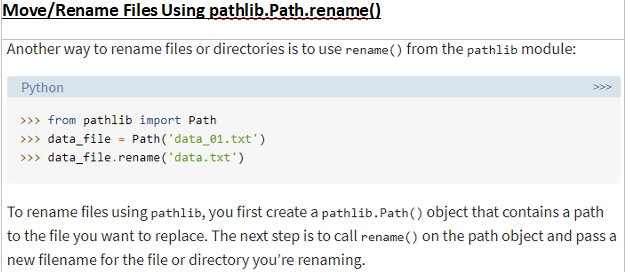 Move/Rename Files Using pathlib.Path.rename()
Another way to rename files or directories is to use rename() from the pathlib module:
Python >>>
>>> from pathlib import Path
>>> data_file = Path('data_01.txt')
>>> data_file.rename('data.txt')
To rename files using pathlib, you first create a pathlib.Path() object that contains a path
to the file you want to replace. The next step is to call rename() on the path object and pass a
new filename for the file or directory you’re renaming.